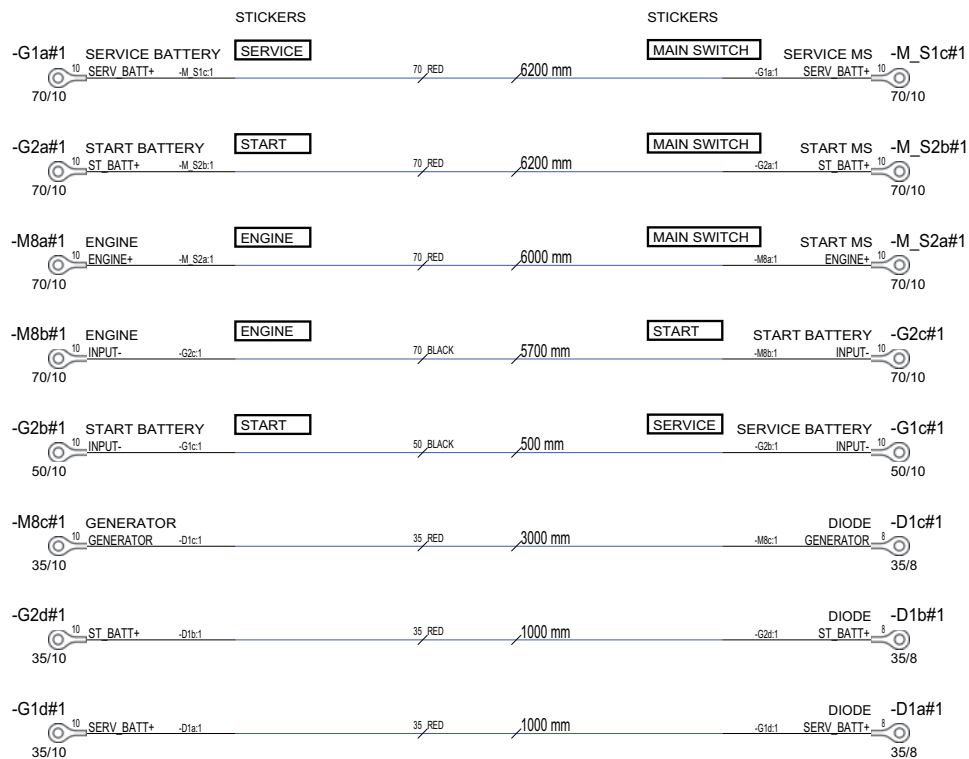 STICKERS STICKERS
-G1a#1 SERVICE BATTERY SERVICE MAIN SWITCH SERVICE MS -M_S1c#1
10 SERV_BATT+ -M_S1c:1 70_RED 6200 mm -G1a:1 SERV_BATT+ 10
70/10 70/10
-G2a#1 START BATTERY START MAIN SWITCH START MS -M_S2b#1
10 ST_BATT+ -M_S2b:1 70_RED 6200 mm -G2a:1 ST_BATT+ 10
70/10 70/10
-M8a#1 ENGINE ENGINE MAIN SWITCH START MS -M_S2a#1
10 ENGINE+ -M_S2a:1 70_RED 6000 mm -M8a:1 ENGINE+ 10
70/10 70/10
-M8b#1 ENGINE ENGINE START START BATTERY -G2c#1
10 INPUT- -G2c:1 70_BLACK 5700 mm -M8b:1 INPUT- 10
70/10 70/10
-G2b#1 START BATTERY START SERVICE SERVICE BATTERY -G1c#1
10 INPUT- -G1c:1 50_BLACK 500 mm -G2b:1 INPUT- 10
50/10 50/10
-M8c#1 GENERATOR DIODE -D1c#1
10 GENERATOR -D1c:1 35_RED 3000 mm -M8c:1 GENERATOR 8
35/10 35/8
-G2d#1 DIODE -D1b#1
10 ST_BATT+ -D1b:1 35_RED 1000 mm -G2d:1 ST_BATT+ 8
35/10 35/8
-G1d#1 DIODE -D1a#1
10 SERV_BATT+ -D1a:1 35_RED 1000 mm -G1d:1 SERV_BATT+ 8
35/10 35/8